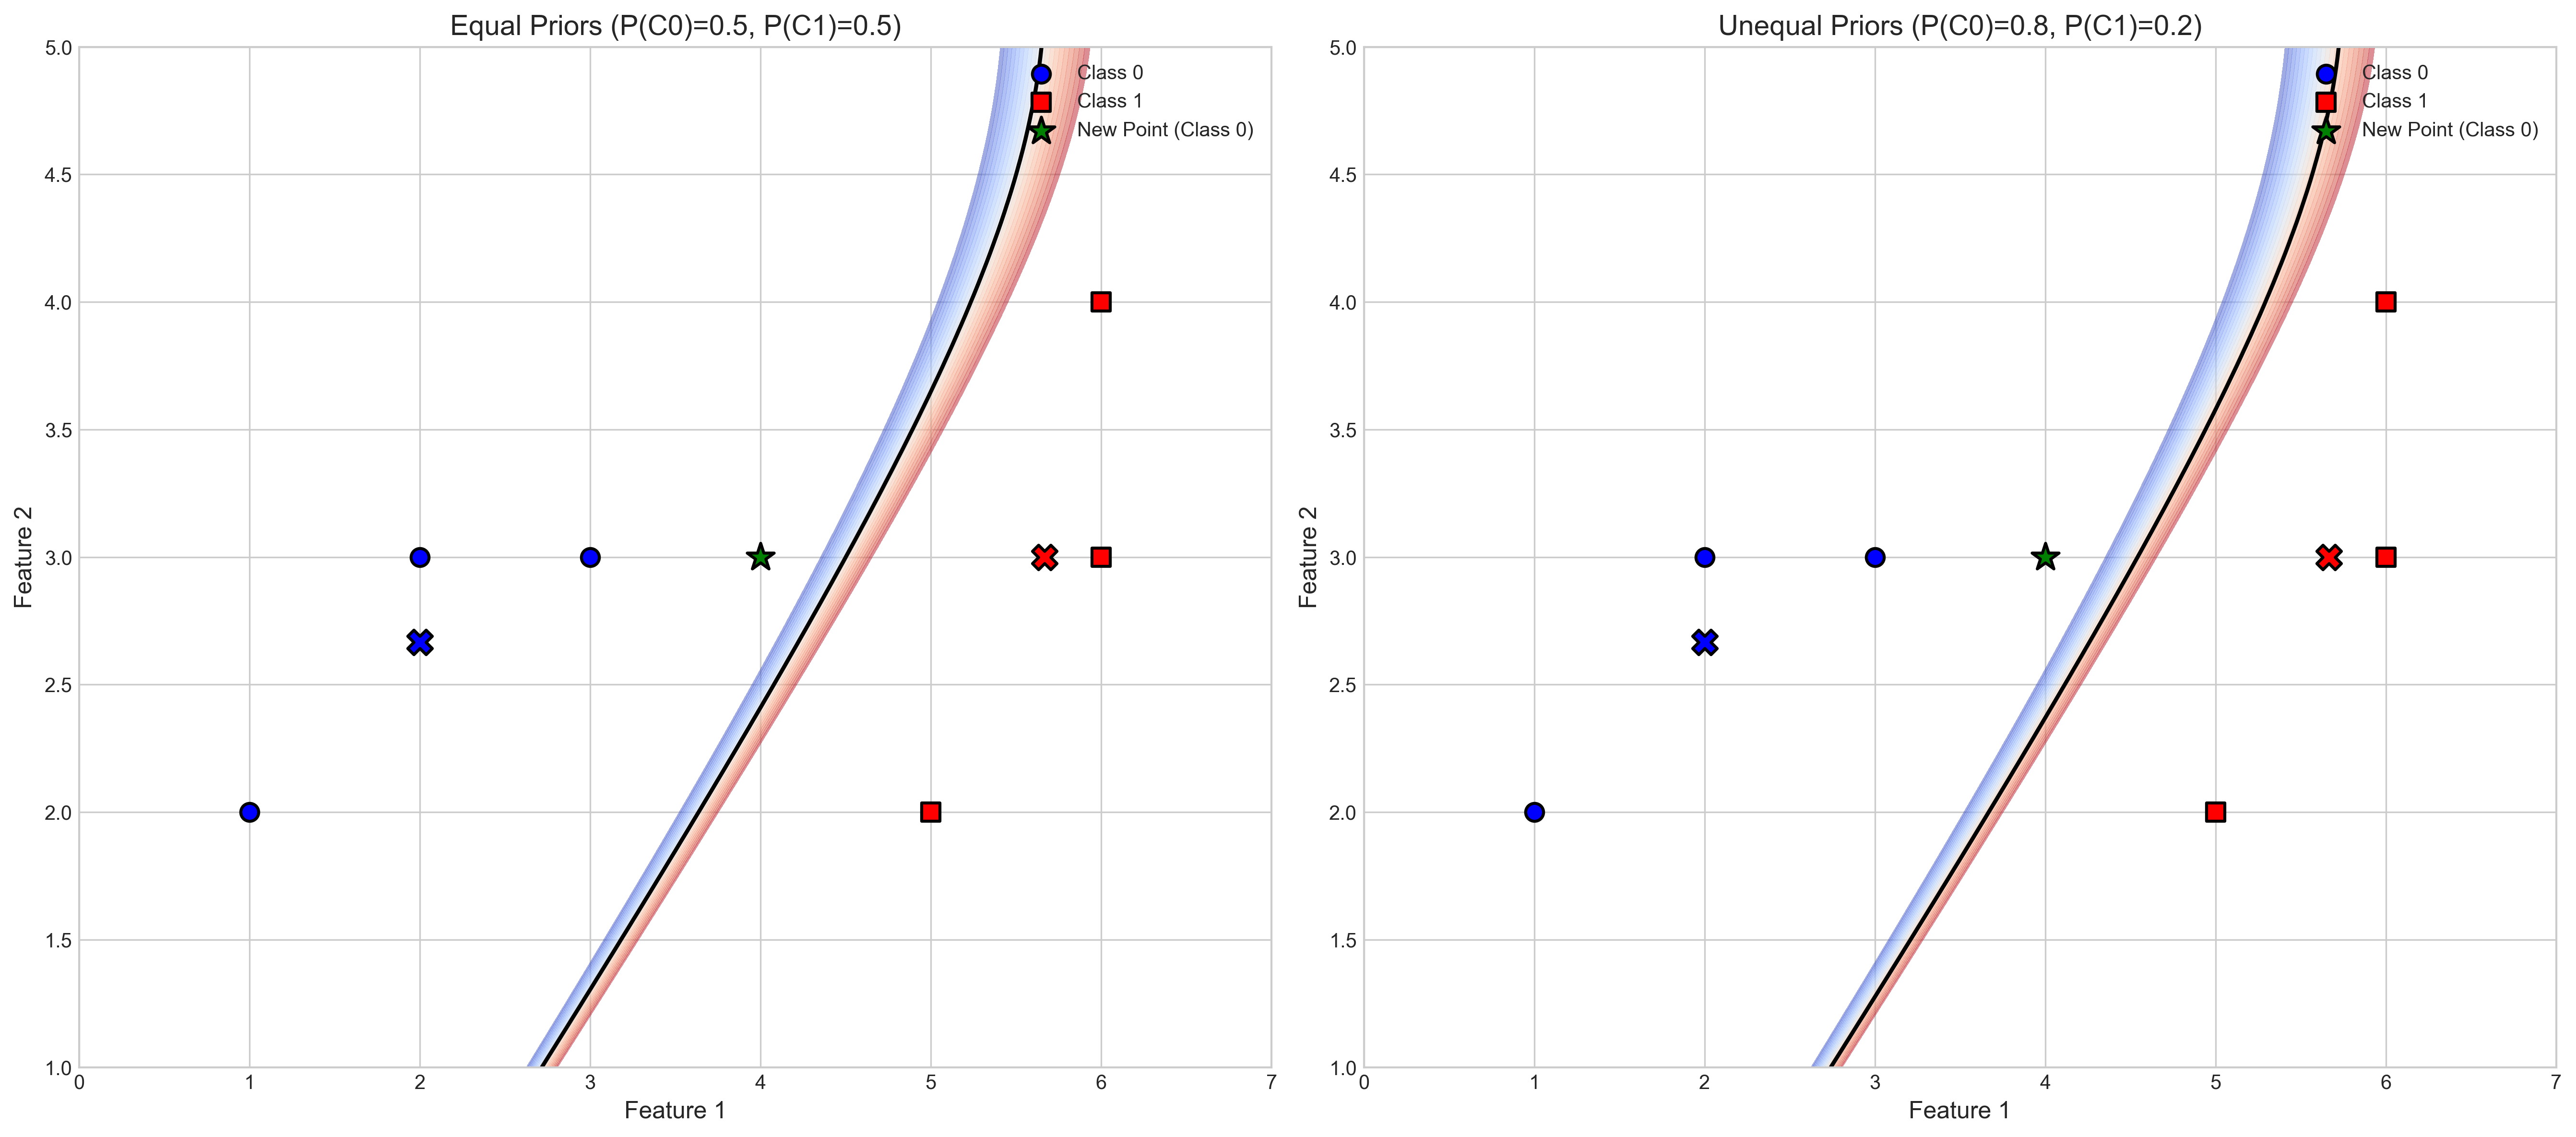 Equal Priors (P(C0)=0.5, P(C1)=0.5)
5.0
4.5
4.0
3.5
3.0
2.5
2.0
1.5
1.0
Feature 2
Class 0
Class 1
New Point (Class 0)
0 1 2 3 4 5 6 7
Feature 1
Unequal Priors (P(C0)=0.8, P(C1)=0.2)
5.0
4.5
4.0
3.5
3.0
2.5
2.0
1.5
1.0
Feature 2
Class 0
Class 1
New Point (Class 0)
0 1 2 3 4 5 6 7
Feature 1